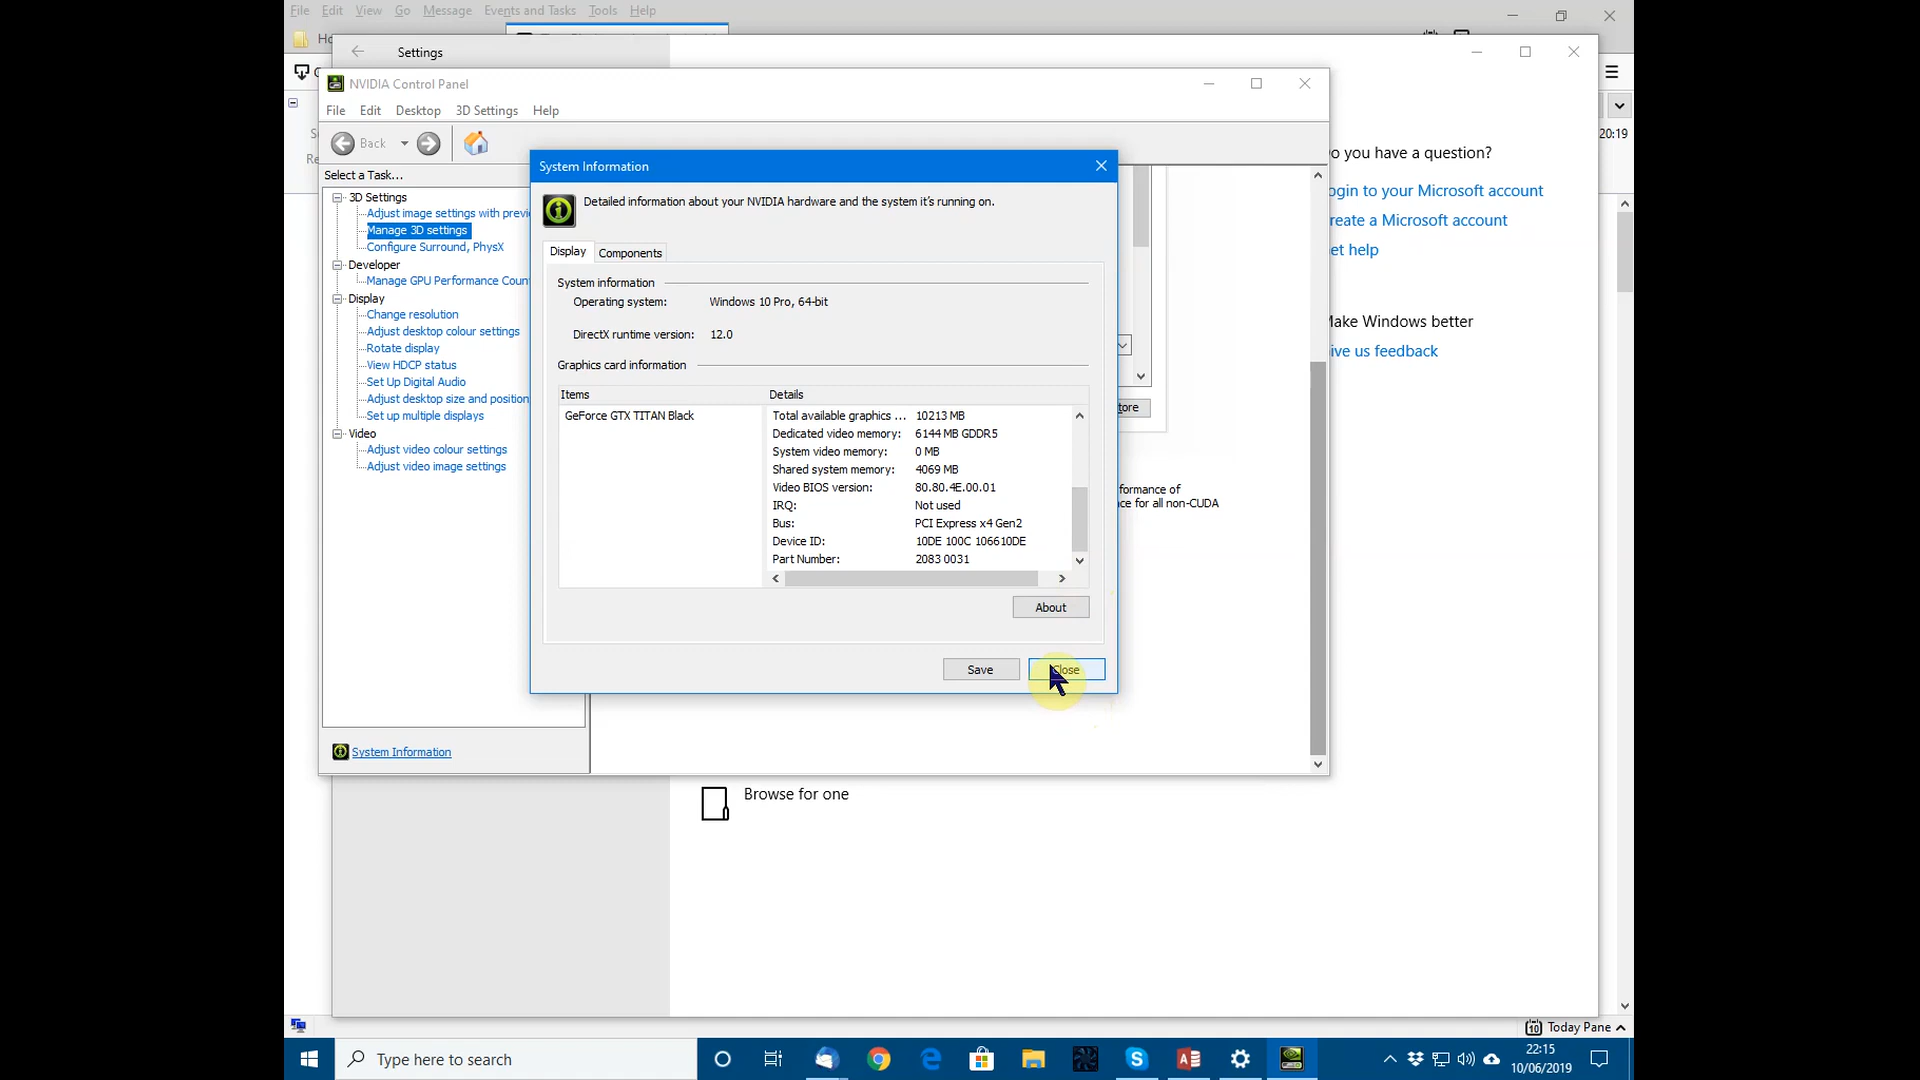 File Edit View Go Message Events and Tasks Tools Help
Settings
NVIDIA Control Panel
File Edit Desktop 3D Settings Help
Back
20:19
Select a Task...
3D Settings
Adjust image settings with previ
Manage 3D settings
Configure Surround, PhysX
Developer
Manage GPU Performance Coun
Display
Change resolution
Adjust desktop colour settings
Rotate display
View HDCP status
Set Up Digital Audio
Adjust desktop size and position
Set up multiple displays
Video
Adjust video colour settings
Adjust video image settings
System Information
System Information
Detailed information about your NVIDIA hardware and the system it's running on.
Display Components
System information
Operating system: Windows 10 Pro, 64-bit
DirectX runtime version: 12.0
Graphics card information
Items Details
GeForce GTX TITAN Black
Total available graphics ... 10213 MB
Dedicated video memory: 6144 MB GDDR5
System video memory: 0 MB
Shared system memory: 4069 MB
Video BIOS version: 80.80.4E.00.01
IRQ: Not used
Bus: PCI Express x4 Gen2
Device ID: 10DE 100C 106610DE
Part Number: 2083 0031
About
Save Close
tore
formance of
ce for all non-CUDA
o you have a question?
ogin to your Microsoft account
reate a Microsoft account
et help
Make Windows better
ive us feedback
Browse for one
10 Today Pane
Type here to search
22:15
10/06/2019